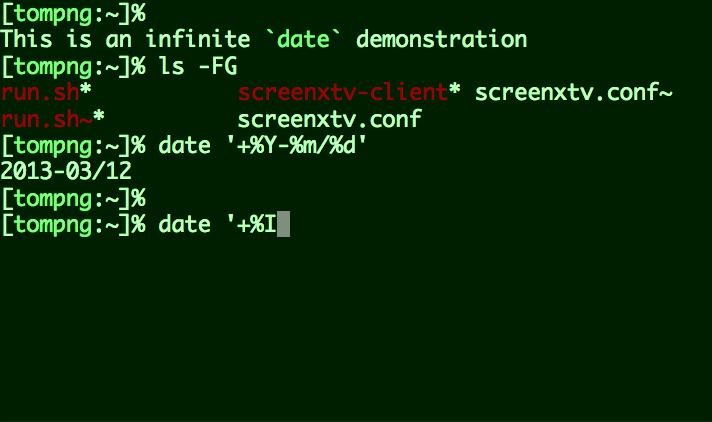 [tompng:~]%
This is an infinite `date` demonstration
[tompng:~]% ls -FG
run.sh*           screenxtv-client* screenxtv.conf~
run.sh~*          screenxtv.conf
[tompng:~]% date '+%Y-%m/%d'
2013-03/12
[tompng:~]%
[tompng:~]% date '+%I